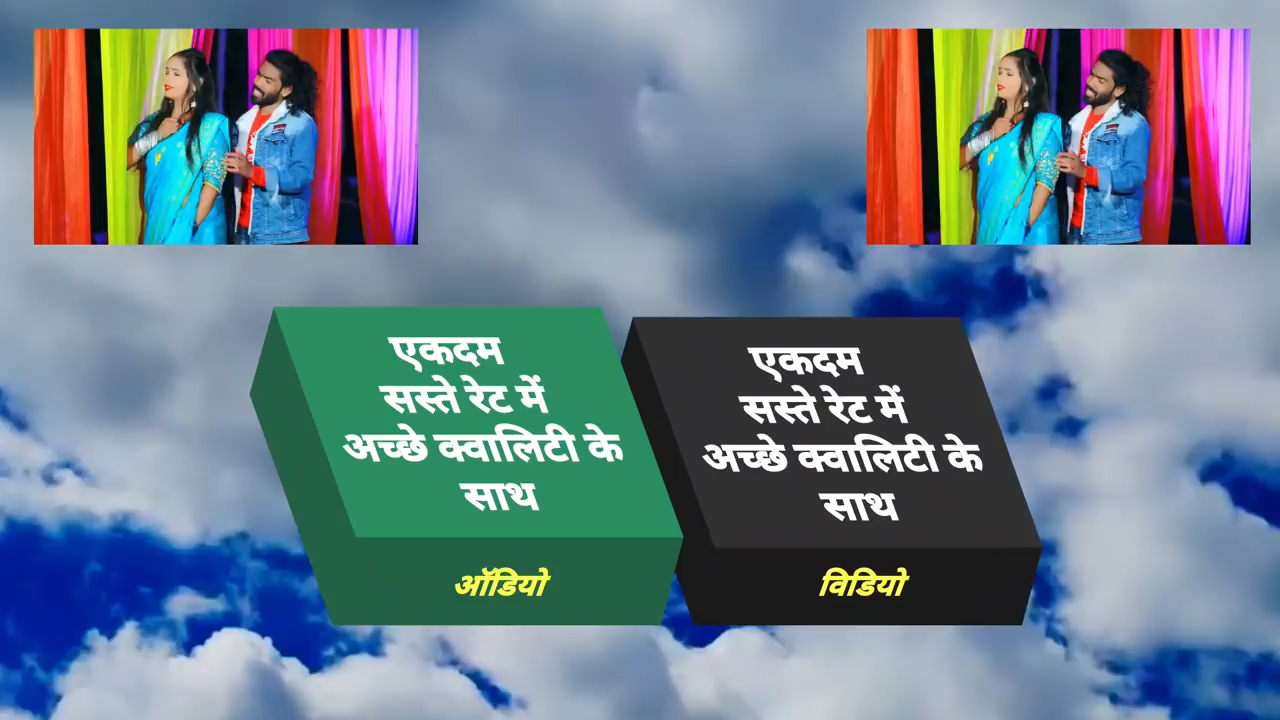 एकदम
सस्ते रेट में
अच्छे क्वालिटी के
साथ
ऑडियो
एकदम
सस्ते रेट में
अच्छे क्वालिटी के
साथ
विडियो